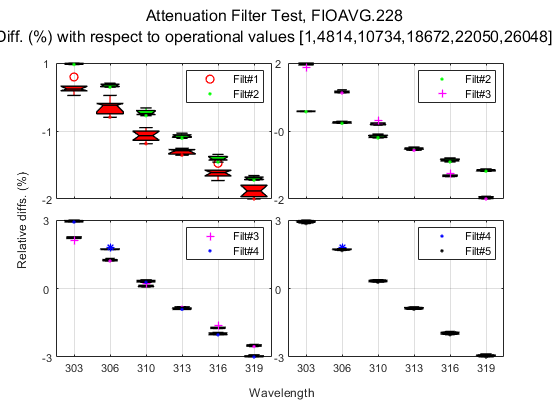 Attenuation Filter Test, FIOAVG.228
Diff. (%) with respect to operational values [1,4814,10734,18672,22050,26048]
1
-1
-2
Filt#1
Filt#2
2
-0
-2
Filt#2
Filt#3
Relative diffs. (%)
3
0
-3
Filt#3
Filt#4
303 306 310 313 316 319
3
0
-3
Filt#4
Filt#5
303 306 310 313 316 319
Wavelength